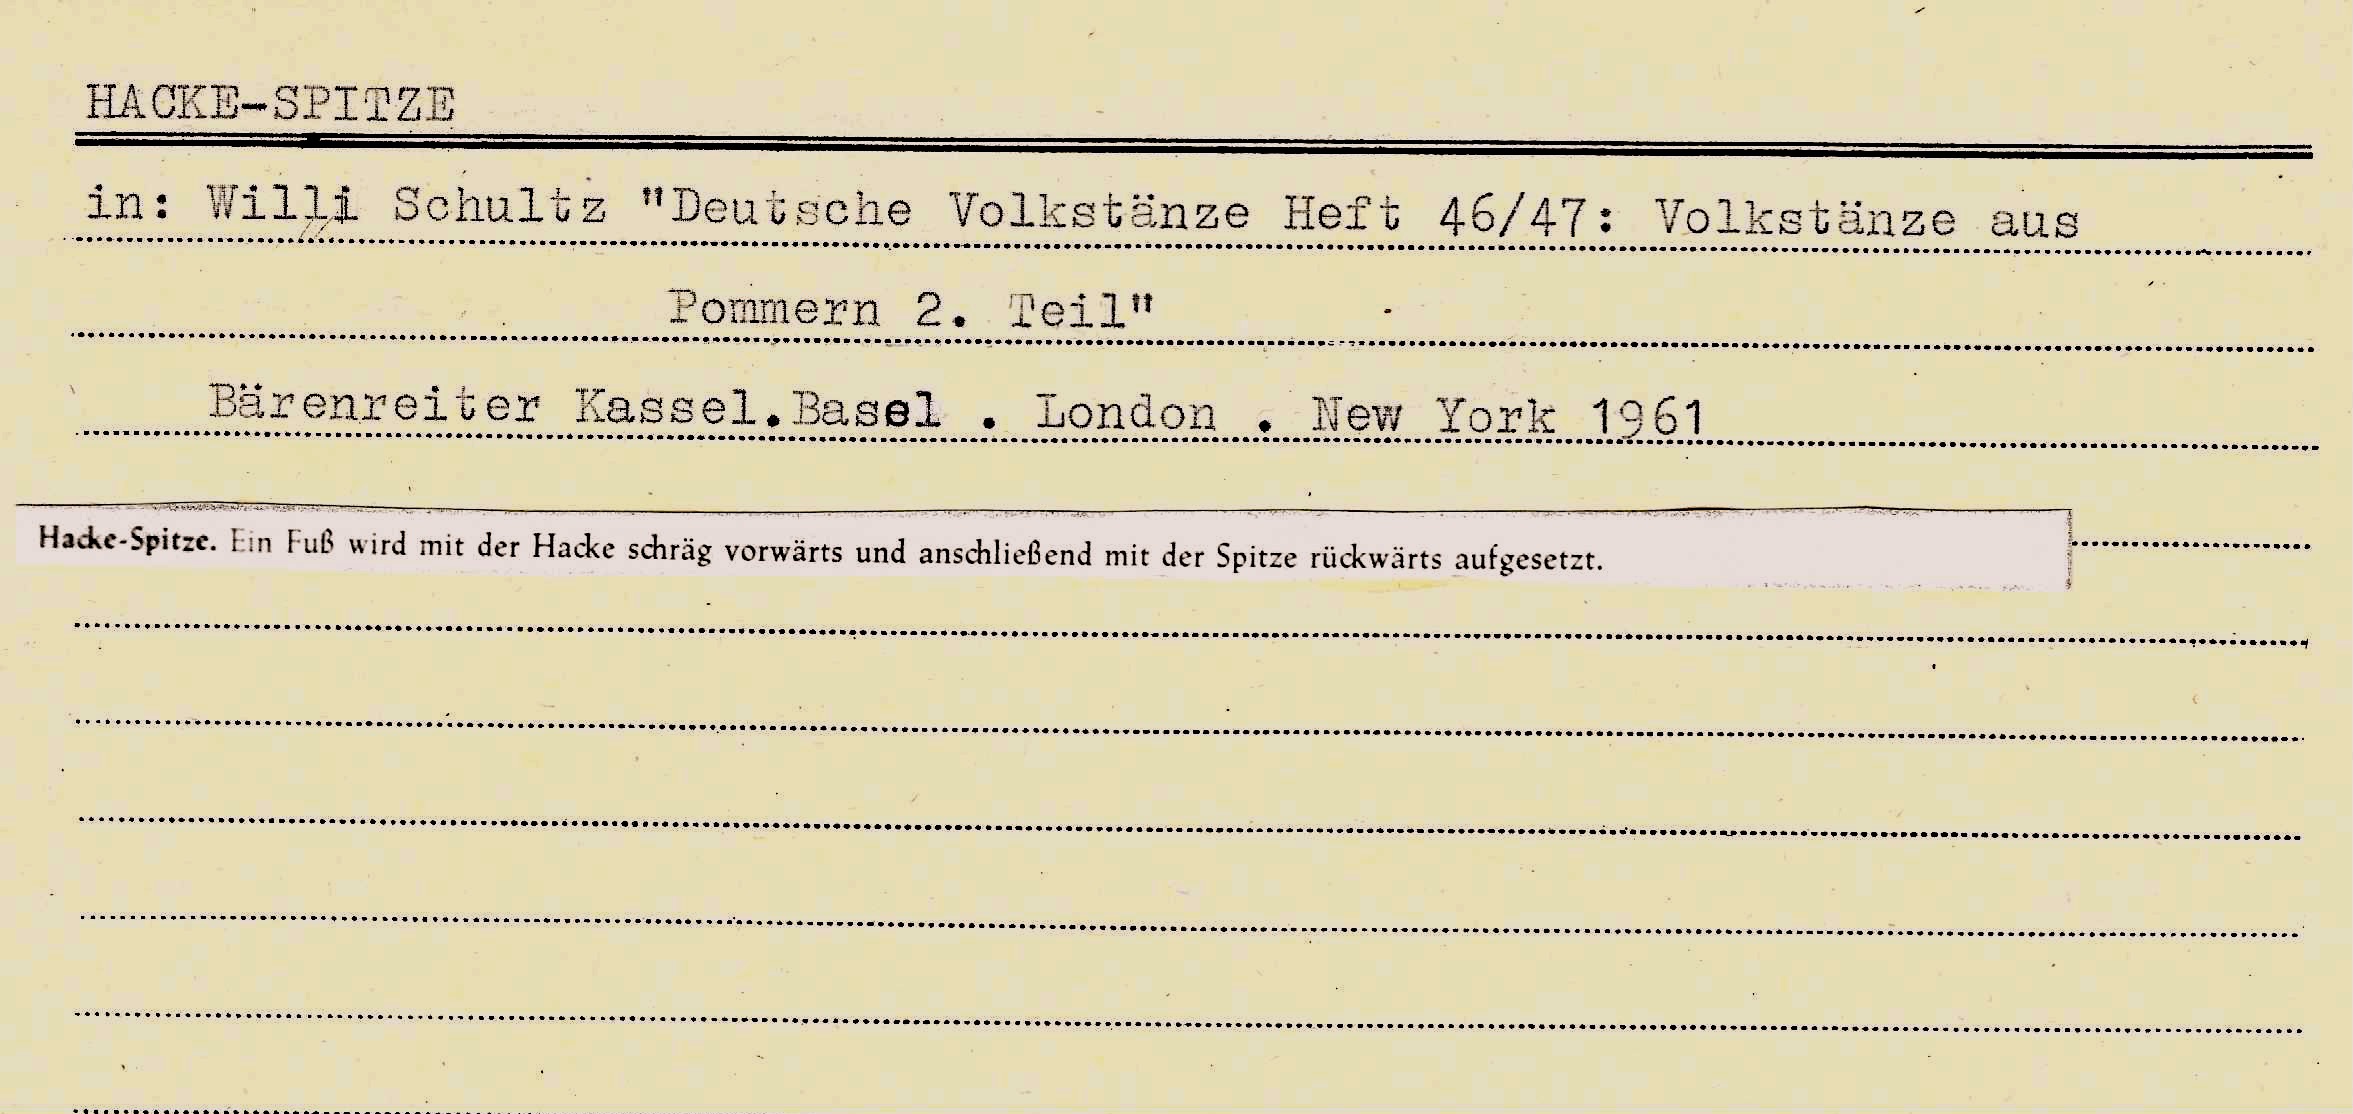 HACKE-SPITZE
in: Willi Schultz "Deutsche Volkstänze Heft 46/47: Volkstänze aus
Pommern 2. Teil"
Bärenreiter Kassel.Basel . London . New York 1961
Hacke-Spitze. Ein Fuß wird mit der Hacke schräg vorwärts und anschließend mit der Spitze rückwärts aufgesetzt.